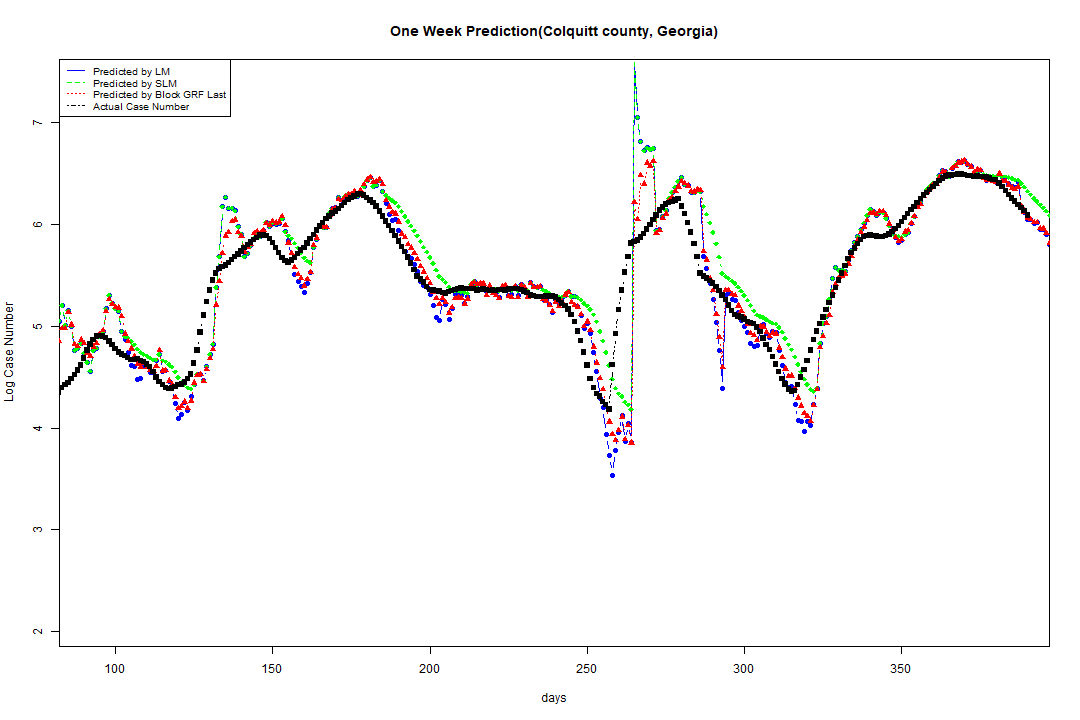 One Week Prediction(Colquitt county, Georgia)
Predicted by LM
Predicted by SLM
Predicted by Block GRF Last
Actual Case Number
7
6
5
4
3
2
Log Case Number
100 150 200 250 300 350
days